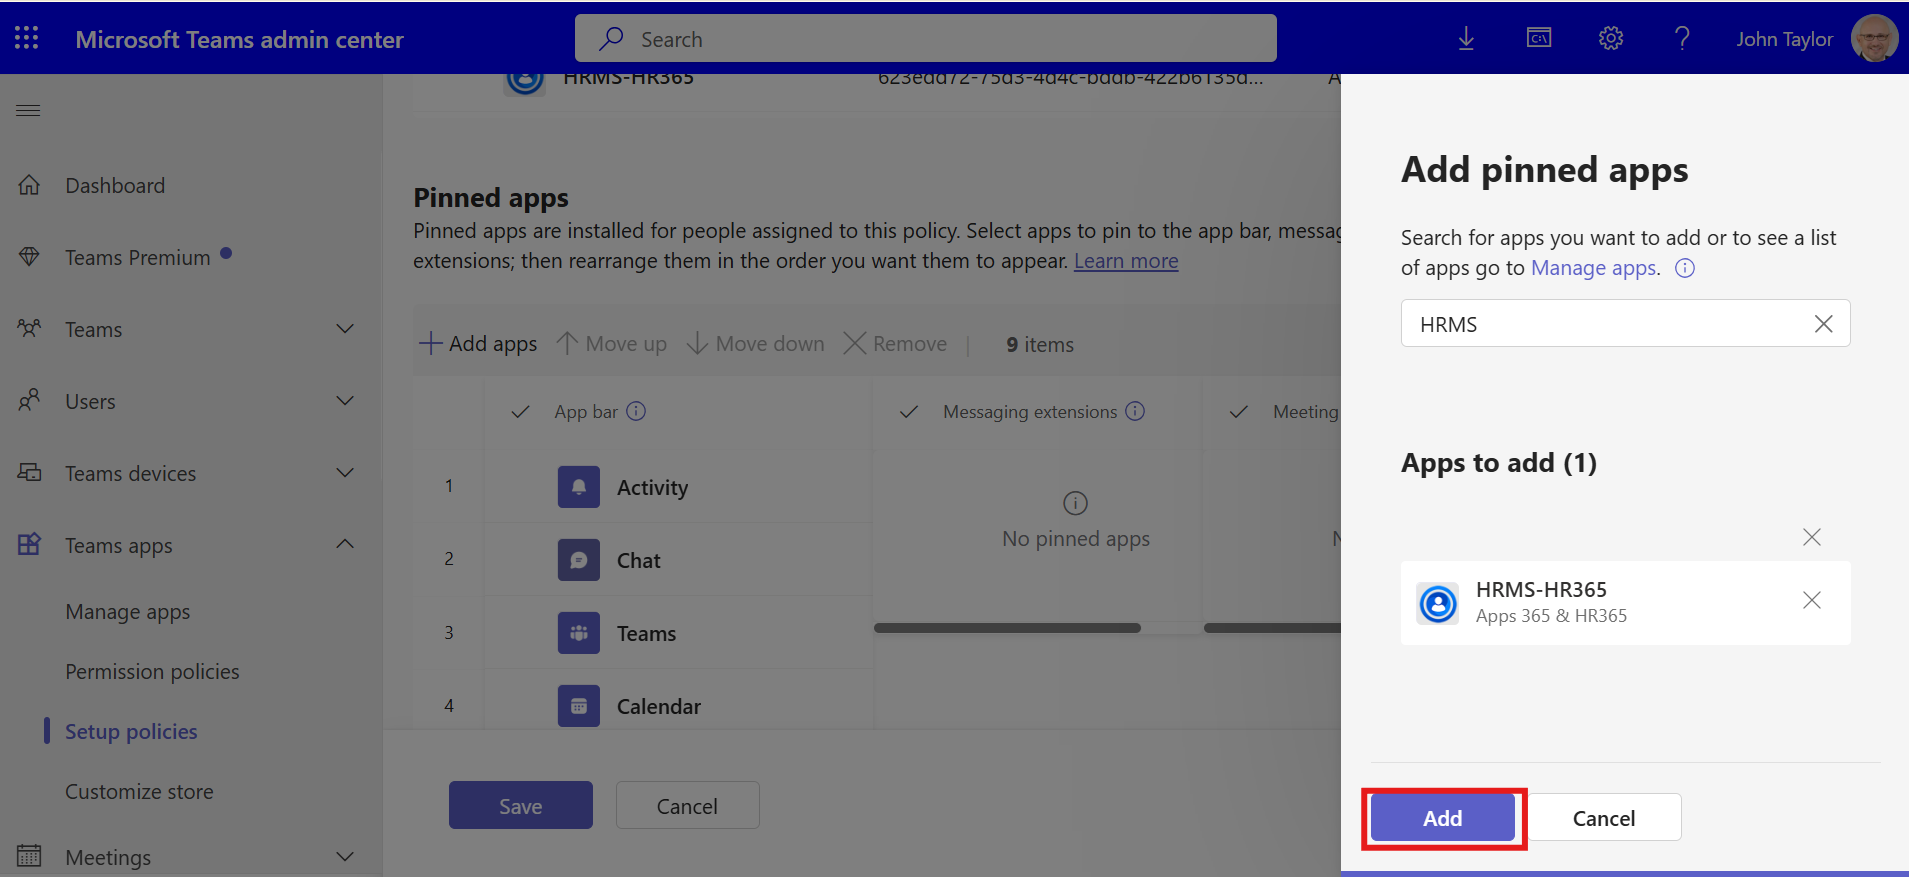 Microsoft Teams admin center
Search
John Taylor
HRMS-HR365
Dashboard
Teams Premium
Teams
Users
Teams devices
Teams apps
Manage apps
Permission policies
Setup policies
Customize store
Meetings
Pinned apps
Pinned apps are installed for people assigned to this policy. Select apps to pin to the app bar, messag
extensions; then rearrange them in the order you want them to appear. Learn more
Add apps Move up Move down Remove | 9 items
App bar Messaging extensions Meeting
1 Activity
No pinned apps
2 Chat
3 Teams
4 Calendar
Save Cancel
Add pinned apps
Search for apps you want to add or to see a list
of apps go to Manage apps.
HRMS
Apps to add (1)
HRMS-HR365
Apps 365 & HR365
Add Cancel